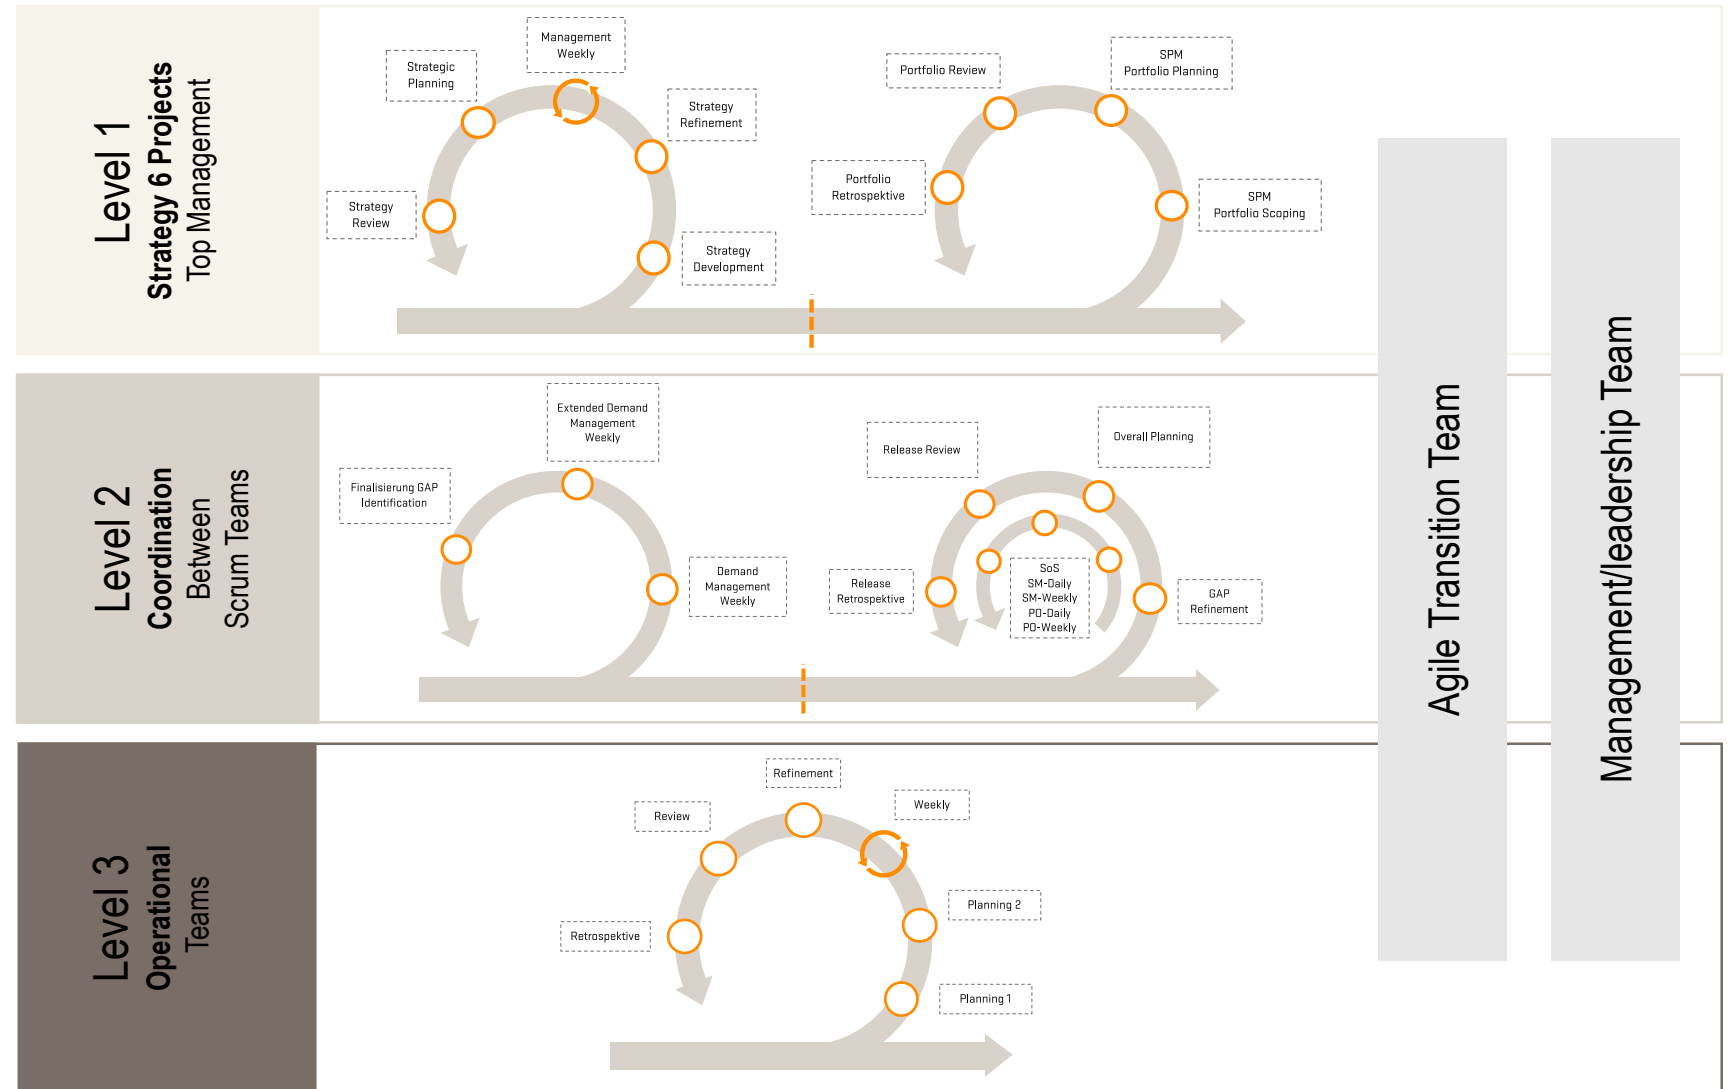 Level 1
Strategy 6 Projects
Top Management
Management
Weekly
Strategic
Planning
Strategy
Refinement
Strategy
Review
Strategy
Development
Portfolio Review
SPM
Portfolio Planning
Portfolio
Retrospektive
SPM
Portfolio Scoping
Level 2
Coordination
Between
Scrum Teams
Extended Demand
Management
Weekly
Finalisierung GAP
Identification
Demand
Management
Weekly
Release Review
Overall Planning
Release
Retrospektive
SoS
SM-Daily
SM-Weekly
PO-Daily
PO-Weekly
GAP
Refinement
Level 3
Operational
Teams
Refinement
Weekly
Review
Planning 2
Retrospektive
Planning 1
Agile Transition Team
Management/leadership Team